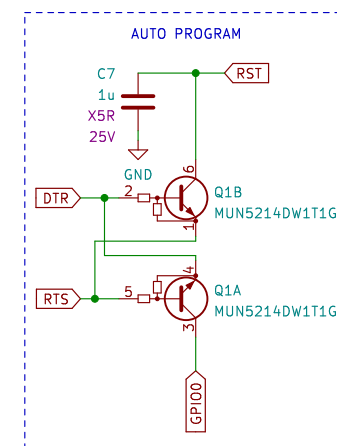 AUTO PROGRAM
C7
1u
X5R
25V
GND
RST
6
DTR
2
Q1B
MUN5214DW1T1G
1
4
RTS
5
Q1A
MUN5214DW1T1G
3
GPIO0